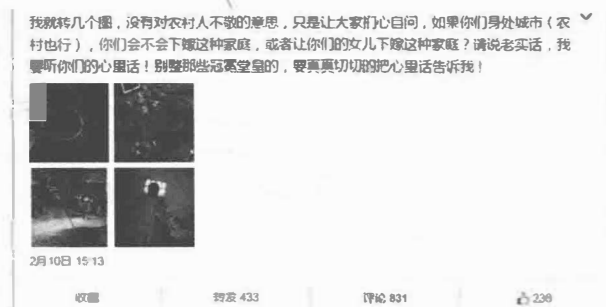 我就转几个图，没有对农村人不敬的意思，只是让大家扪心自问，如果你们身处城市（农
村也行），你们会不会下嫁这种家庭，或者让你们的女儿下嫁这种家庭？请说老实话，我
要听你们的心里话！别整那些冠冕堂皇的，要真真切切的把心里话告诉我！
2月10日 15:13
收藏 转发 433 评论 831 238